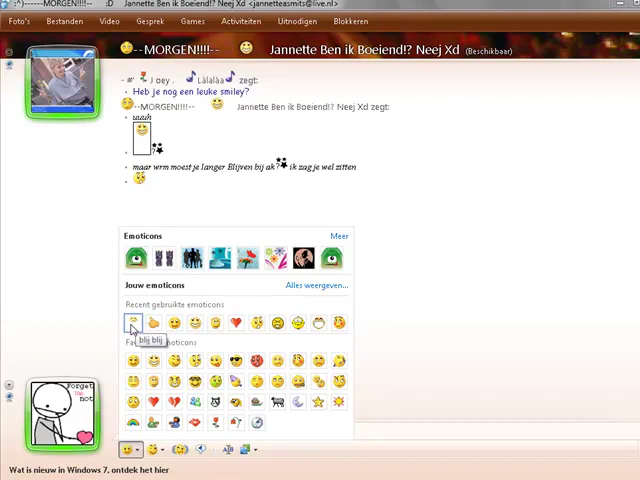 :^)------MORGEN!!!!--    :D   Jannette Ben ik Boeiend!? Neej Xd <jannetteasmits@live.nl>
Foto's Bestanden Video Gesprek Games Activiteiten Uitnodigen Blokkeren
--MORGEN!!!!-- Jannette Ben ik Boeiend!? Neej Xd (Beschikbaar)
· #' J oey . Làlalàa zegt:
Heb je nog een leuke smiley?
--MORGEN!!!!-- Jannette Ben ik Boeiend!? Neej Xd zegt:
uuuh
?
maar wrm moest je langer Blijven bij ak? ik zag je wel zitten
Emoticons Meer
Jouw emoticons Alles weergeven...
Recent gebruikte emoticons
blij blij
emoticons
Forget
me
not
Wat is nieuw in Windows 7, ontdek het hier